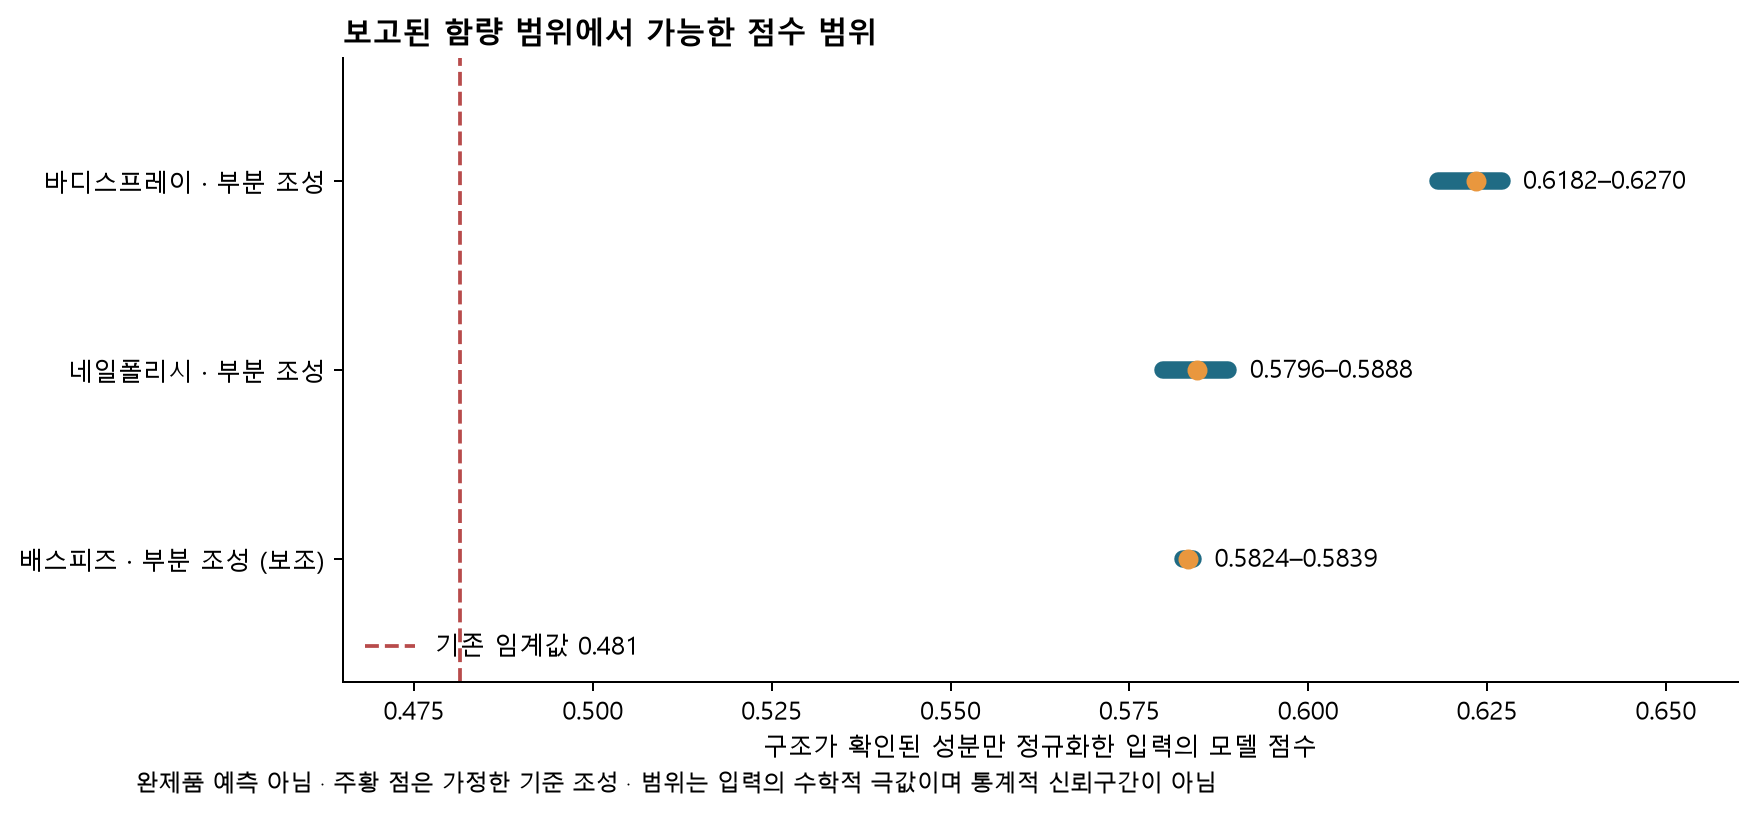 보고된 함량 범위에서 가능한 점수 범위
바디스프레이 · 부분 조성
0.6182–0.6270
네일폴리시 · 부분 조성
0.5796–0.5888
배스피즈 · 부분 조성 (보조)
0.5824–0.5839
기존 임계값 0.481
0.475 0.500 0.525 0.550 0.575 0.600 0.625 0.650
구조가 확인된 성분만 정규화한 입력의 모델 점수
완제품 예측 아님 · 주황 점은 가정한 기준 조성 · 범위는 입력의 수학적 극값이며 통계적 신뢰구간이 아님